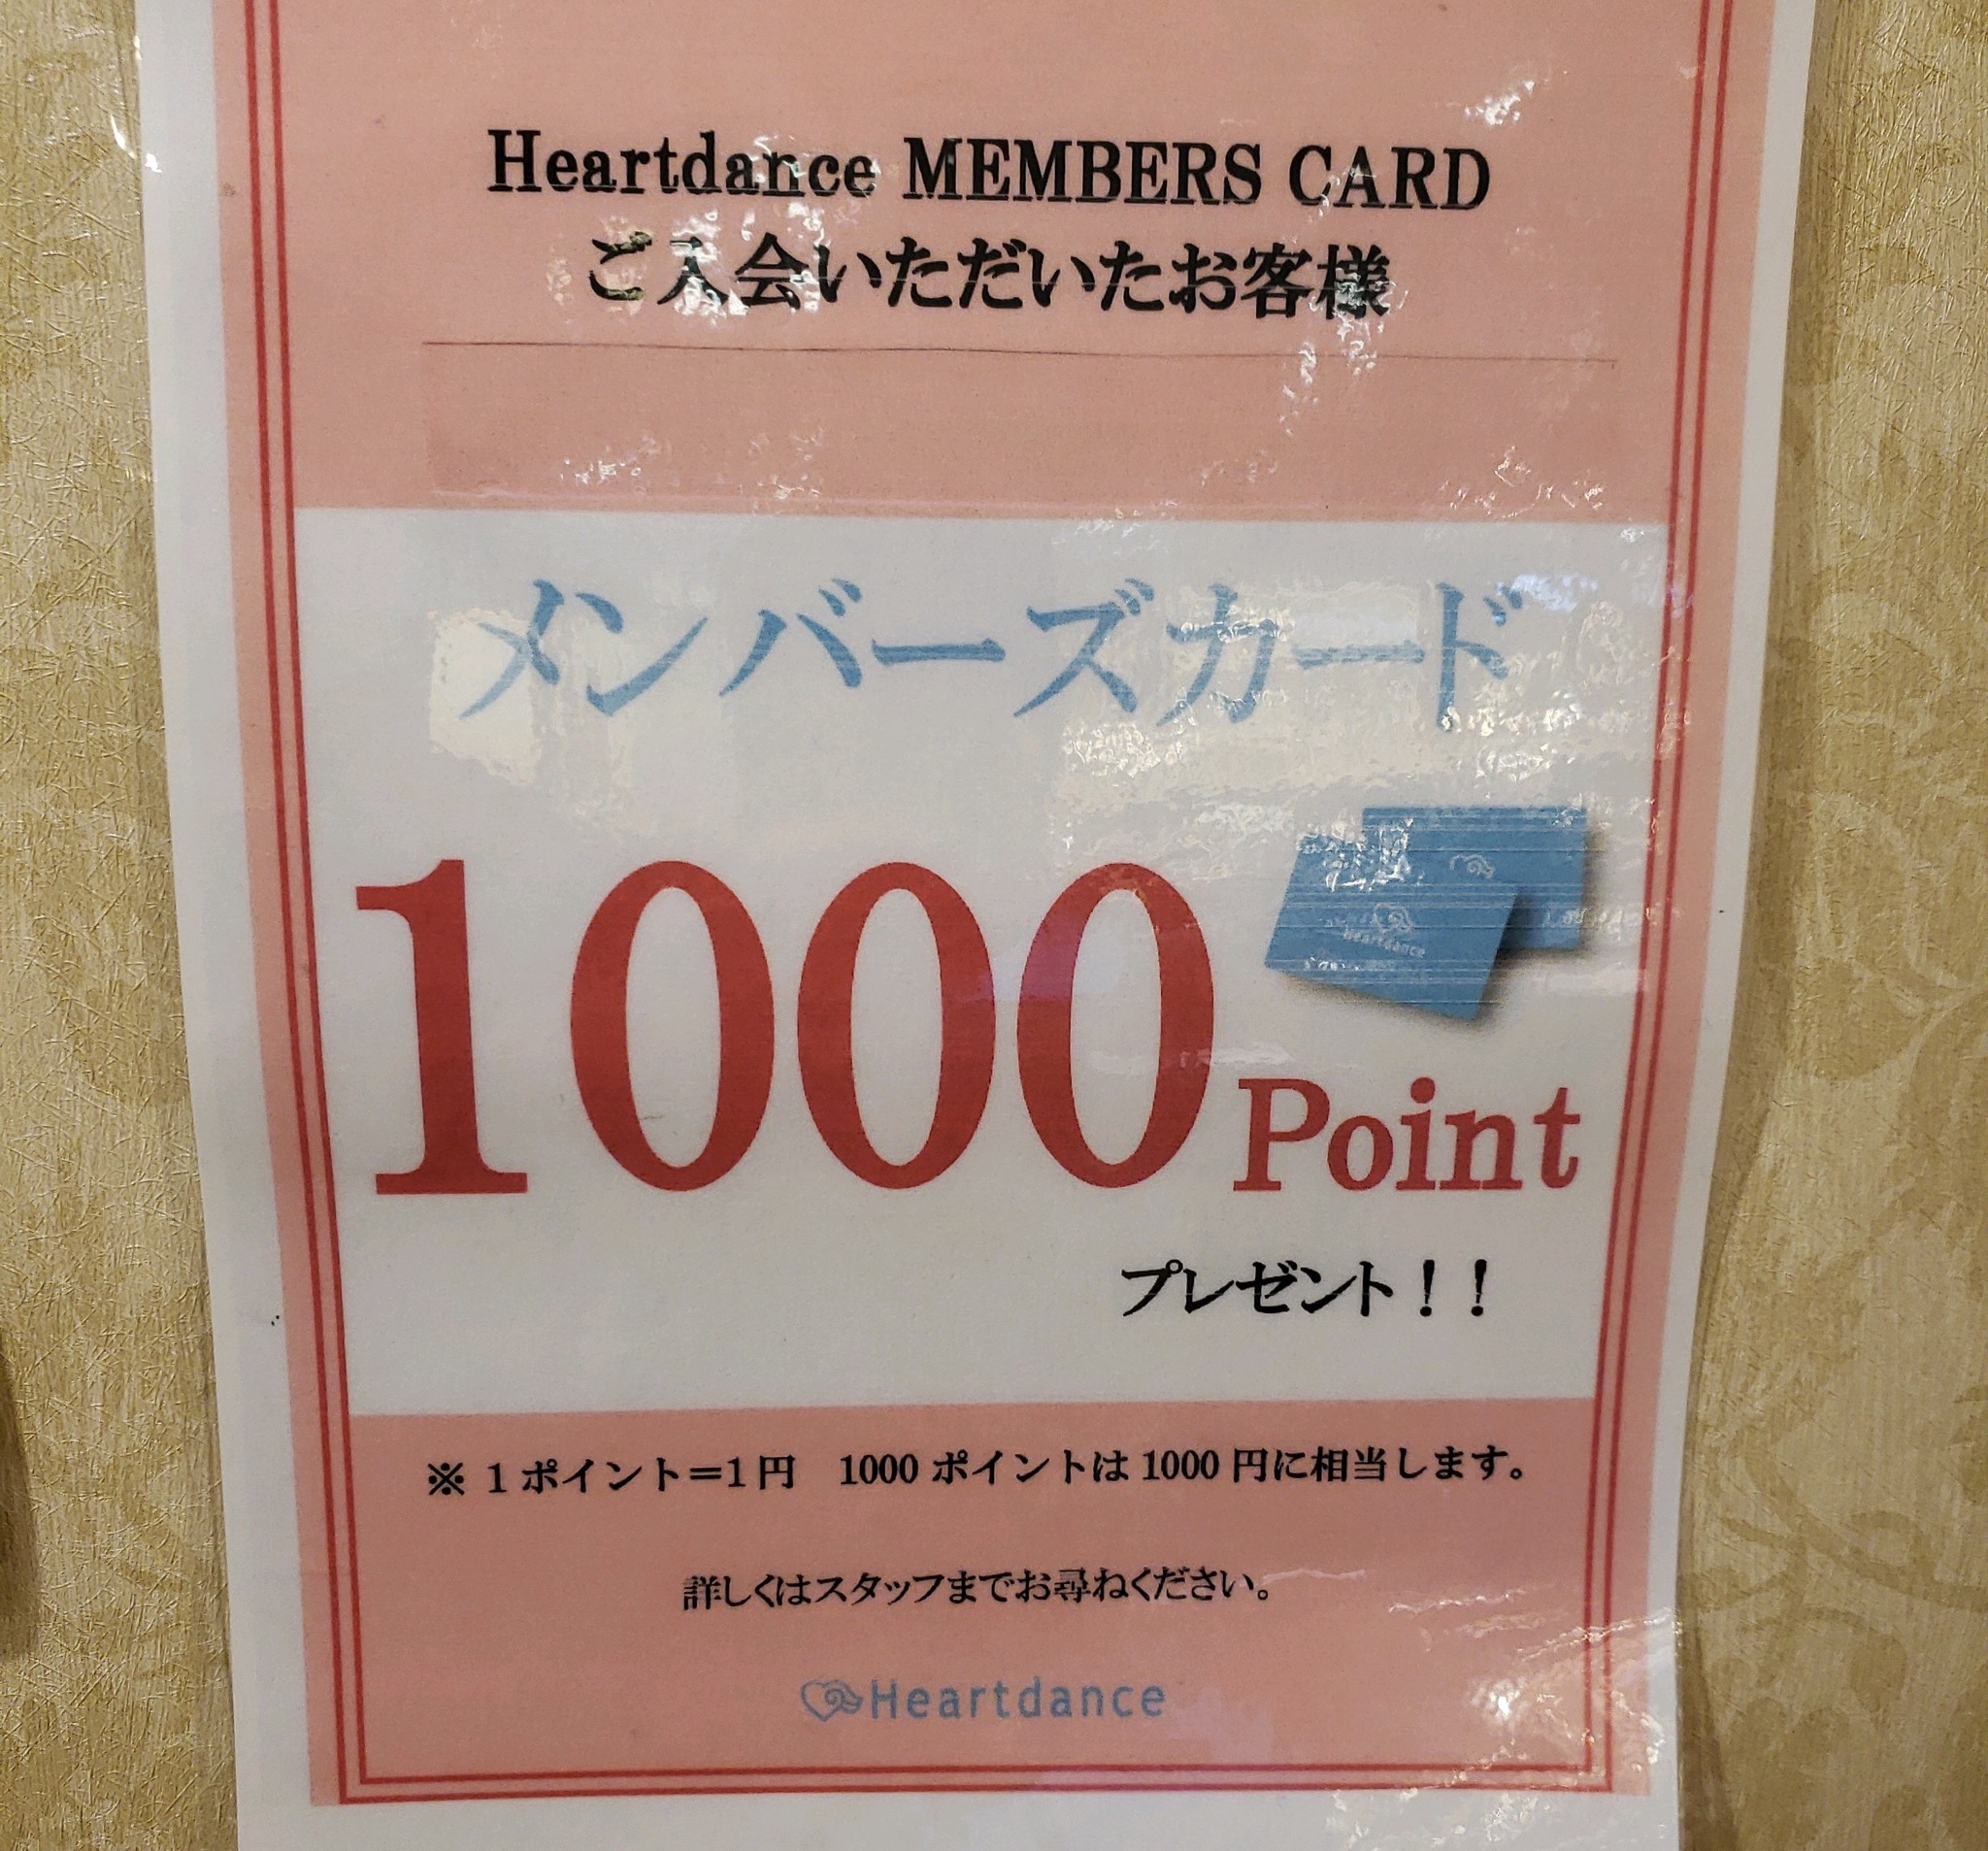 Heartdance MEMBERS CARD
ご入会いただいたお客様
メンバーズカード
Heartdance
1000 Point
プレゼント！！
※ 1 ポイント＝1 円　1000 ポイントは 1000 円に相当します。
詳しくはスタッフまでお尋ねください。
Heartdance